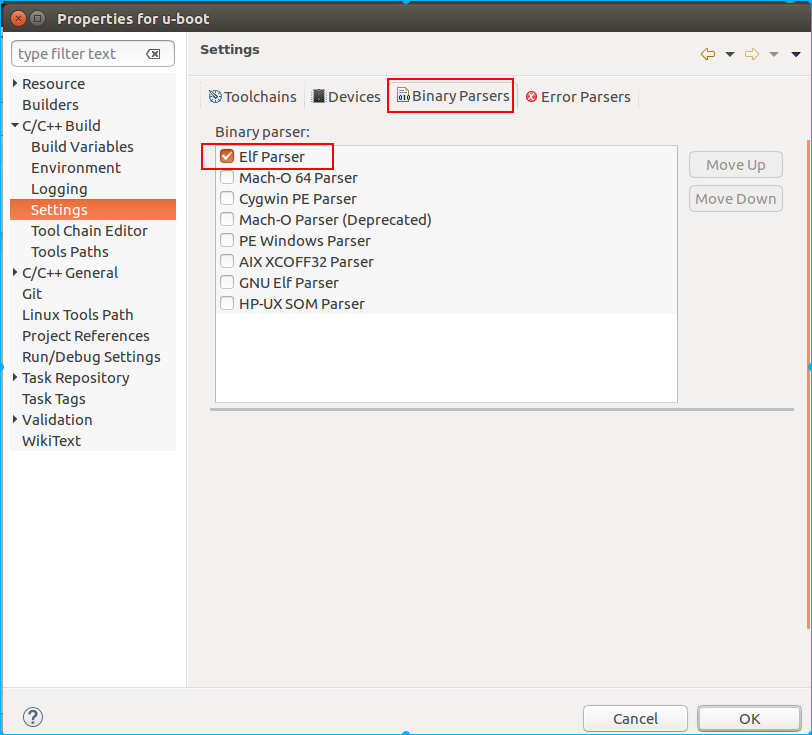 Properties for u-boot
type filter text
Settings
Resource
Builders
C/C++ Build
Build Variables
Environment
Logging
Settings
Tool Chain Editor
Tools Paths
C/C++ General
Git
Linux Tools Path
Project References
Run/Debug Settings
Task Repository
Task Tags
Validation
WikiText
Toolchains Devices Binary Parsers Error Parsers
Binary parser:
Elf Parser
Mach-O 64 Parser
Cygwin PE Parser
Mach-O Parser (Deprecated)
PE Windows Parser
AIX XCOFF32 Parser
GNU Elf Parser
HP-UX SOM Parser
Move Up
Move Down
Cancel OK